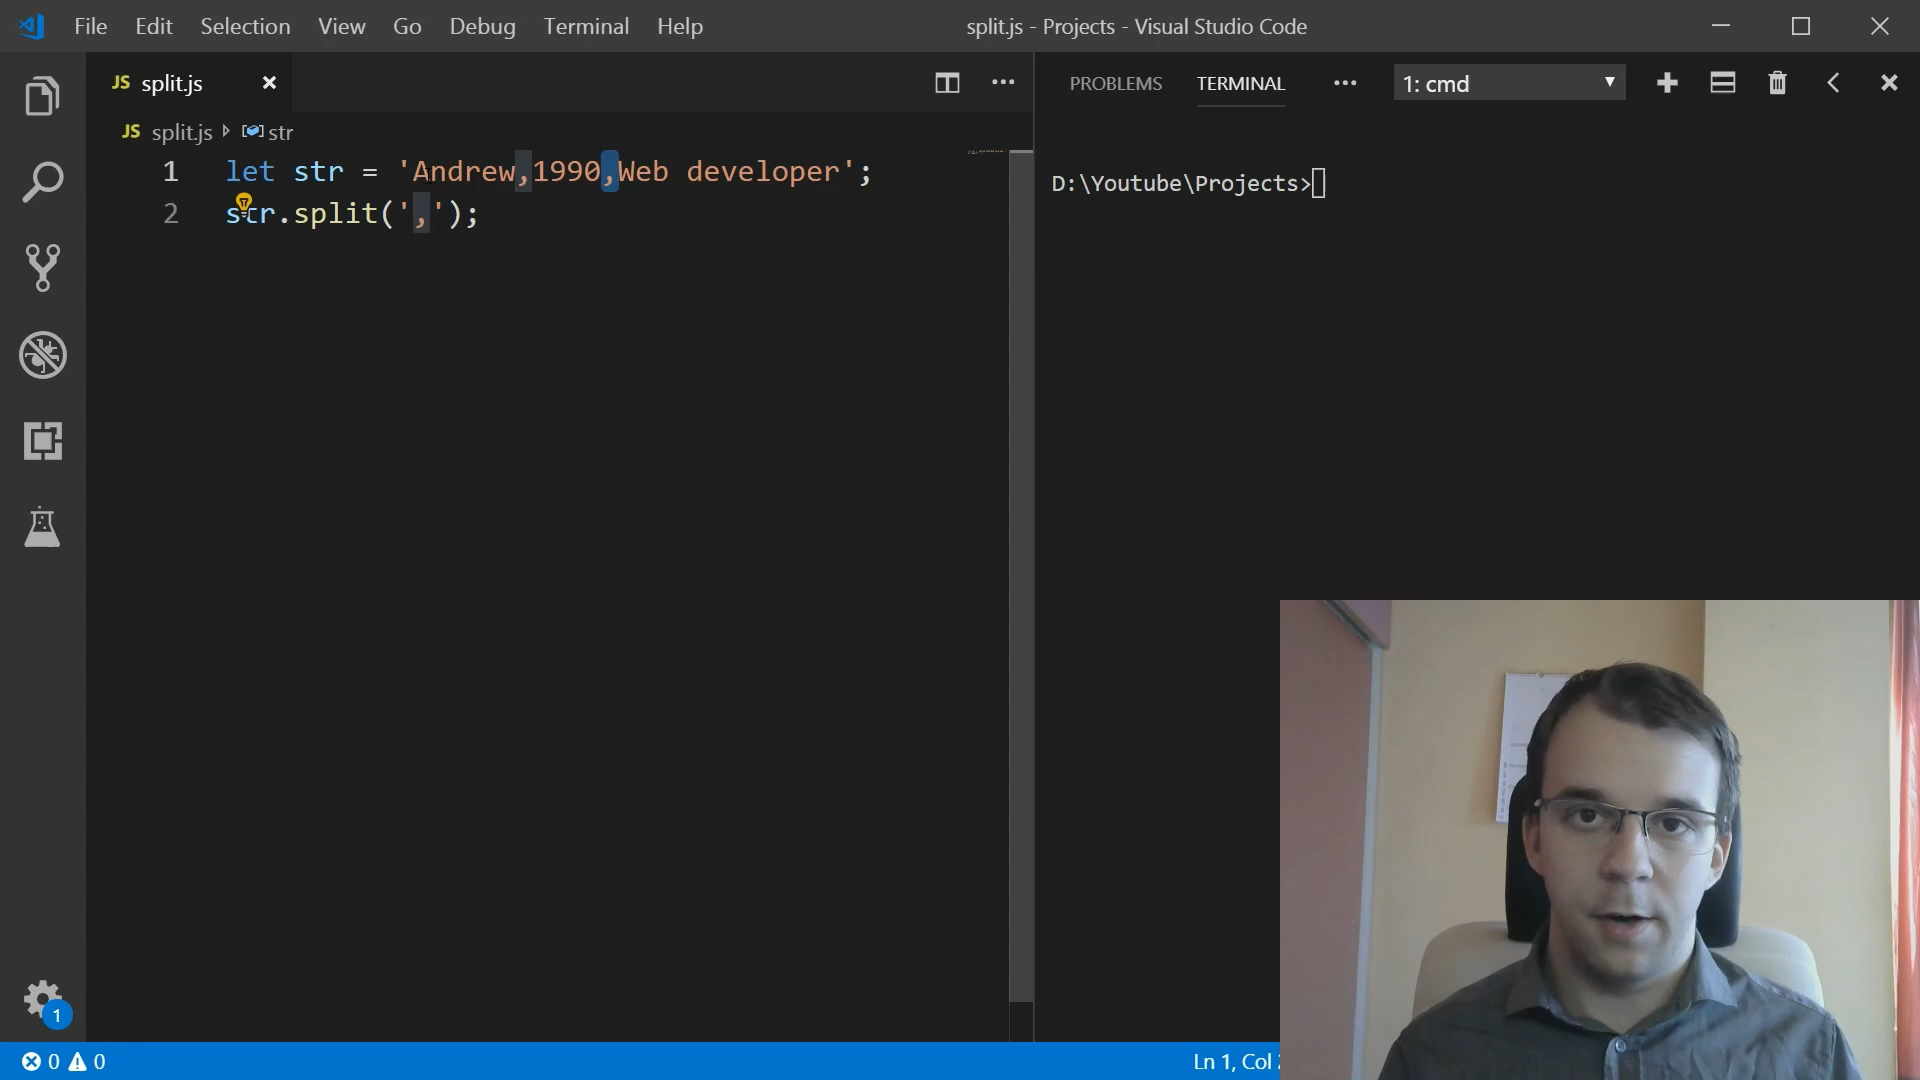 File Edit Selection View Go Debug Terminal Help split.js - Projects - Visual Studio Code
JS split.js
PROBLEMS TERMINAL 1: cmd
JS split.js str
1 let str = 'Andrew,1990,Web developer';
2 str.split(',');
D:\Youtube\Projects>
1
0 0
Ln 1, Col